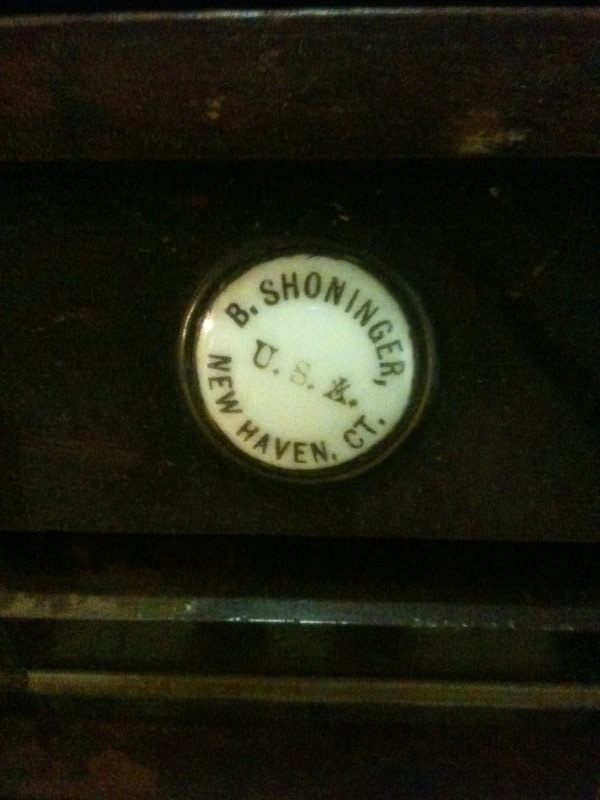 B. SHONINGER,
U. S. A.
NEW HAVEN, CT.